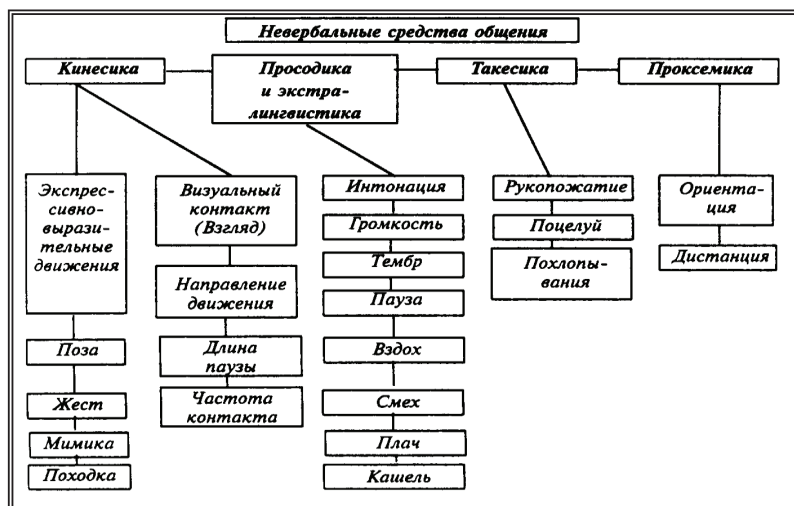 Невербальные средства общения
Кинесика
Просодика
и экстра-
лингвистика
Такесика
Проксемика
Экспрес-
сивно-
вырази-
тельные
движения
Поза
Жест
Мимика
Походка
Визуальный
контакт
(Взгляд)
Направление
движения
Длина
паузы
Частота
контакта
Интонация
Громкость
Тембр
Пауза
Вздох
Смех
Плач
Кашель
Рукопожатие
Поцелуй
Похлопы-
вания
Ориента-
ция
Дистанция